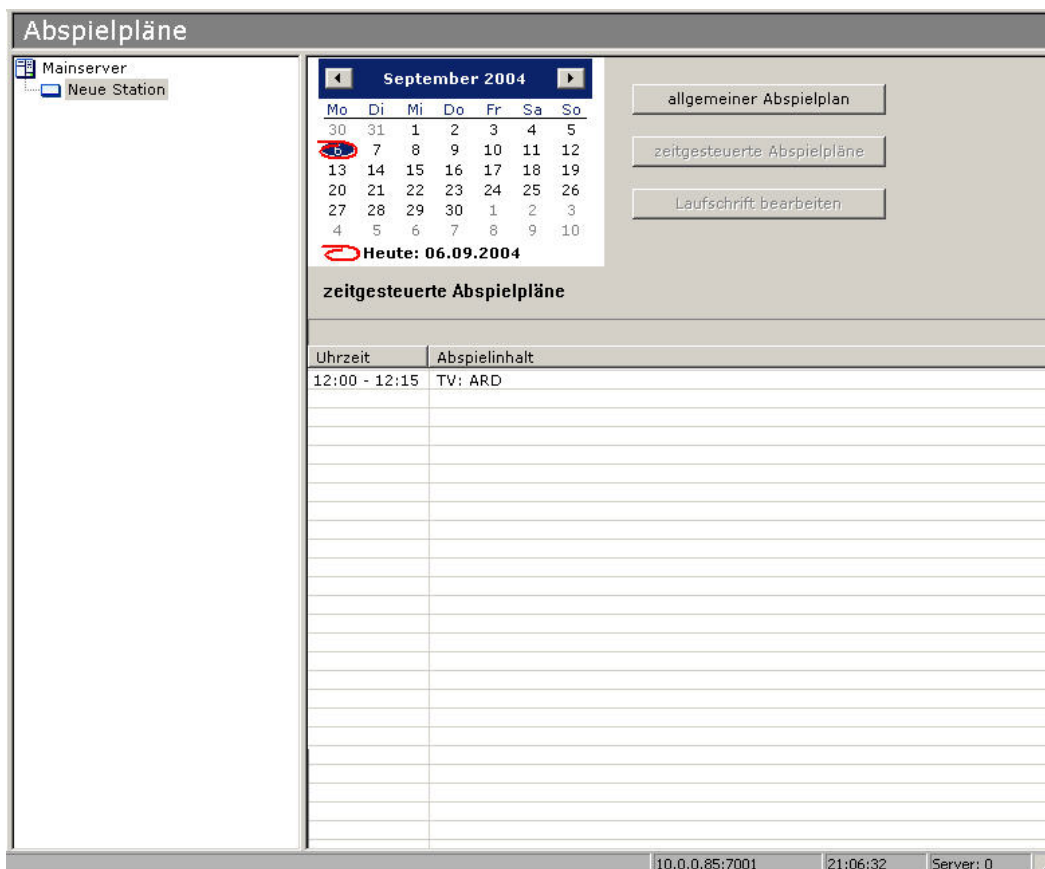 Abspielpläne
Mainserver
Neue Station
September 2004
Mo Di Mi Do Fr Sa So
30 31 1 2 3 4 5
6 7 8 9 10 11 12
13 14 15 16 17 18 19
20 21 22 23 24 25 26
27 28 29 30 1 2 3
4 5 6 7 8 9 10
Heute: 06.09.2004
allgemeiner Abspielplan
zeitgesteuerte Abspielpläne
Laufschrift bearbeiten
zeitgesteuerte Abspielpläne
Uhrzeit Abspielinhalt
12:00 - 12:15 TV: ARD
10.0.0.85:7001 21:06:32 Server: 0